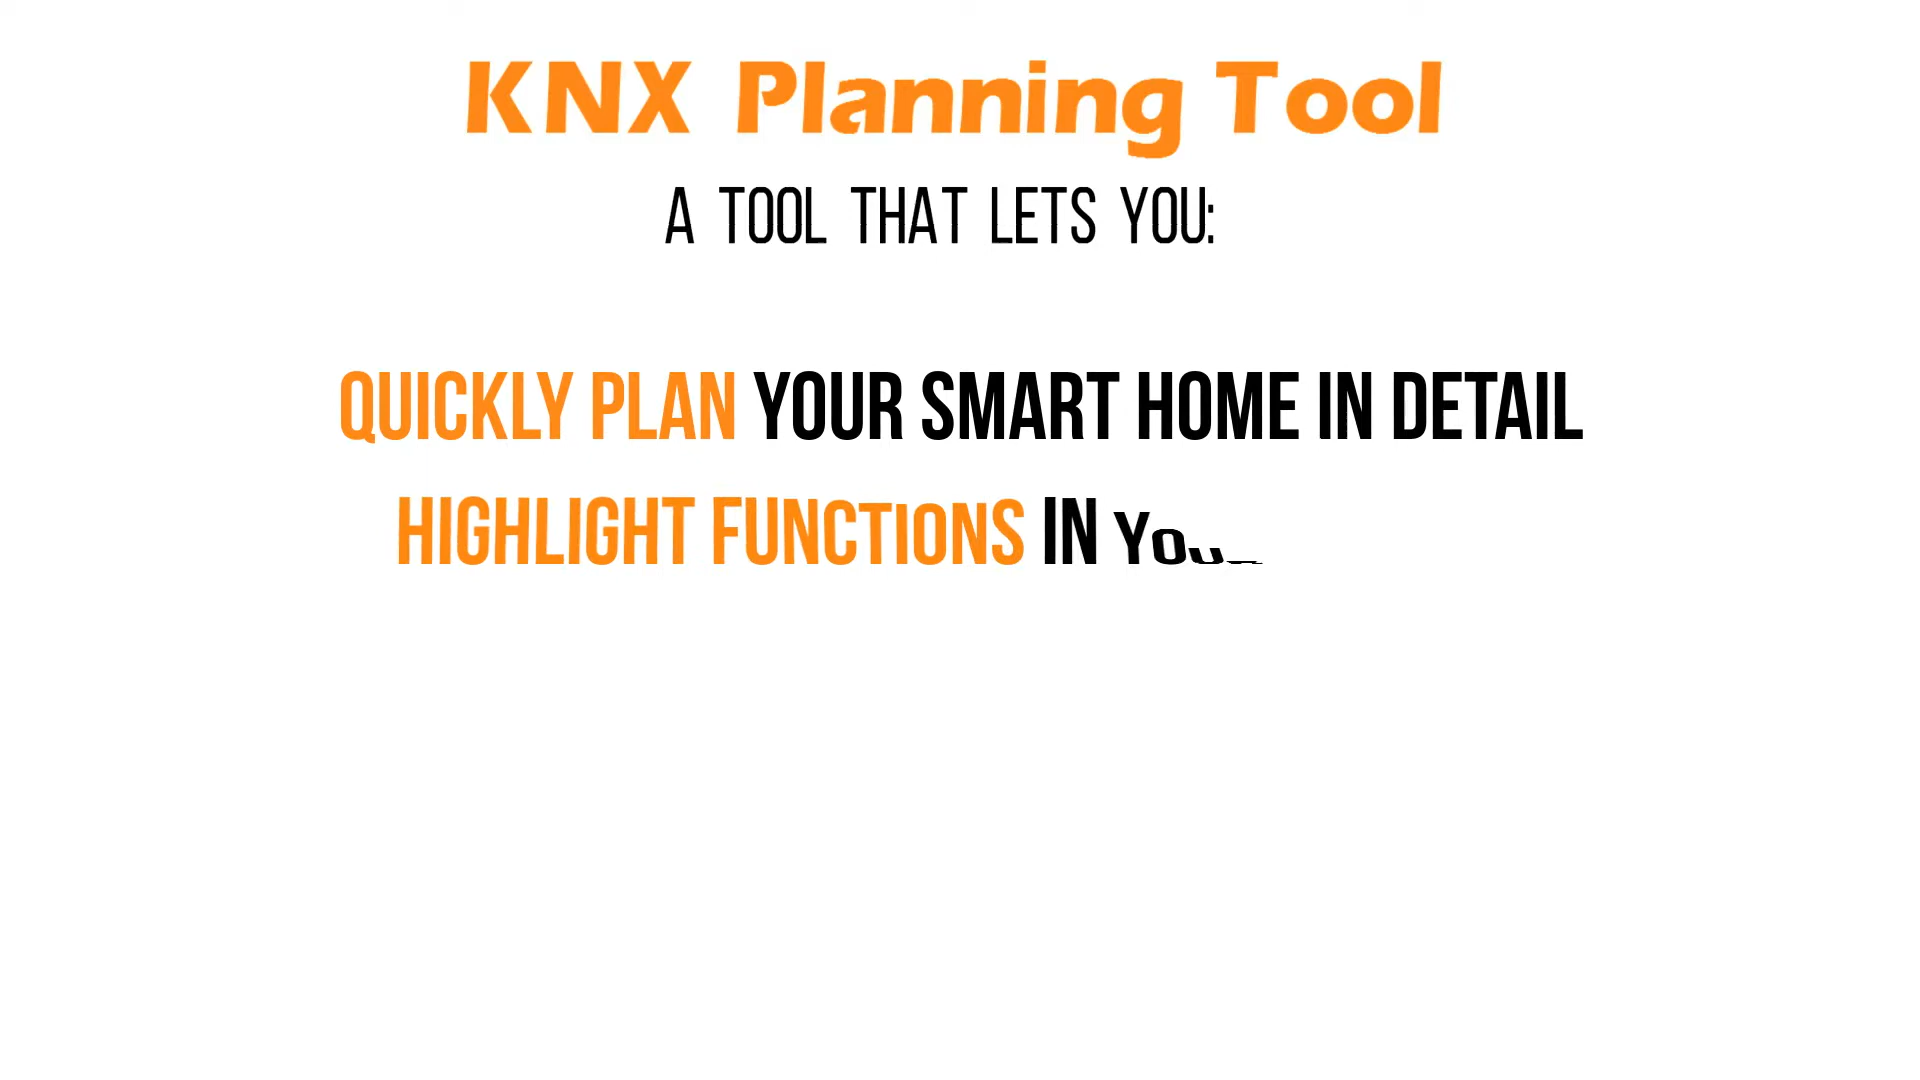 KNX Planning Tool
A TOOL THAT LETS YOU:
QUICKLY PLAN YOUR SMART HOME IN DETAIL
HIGHLIGHT FUNCTIONS IN